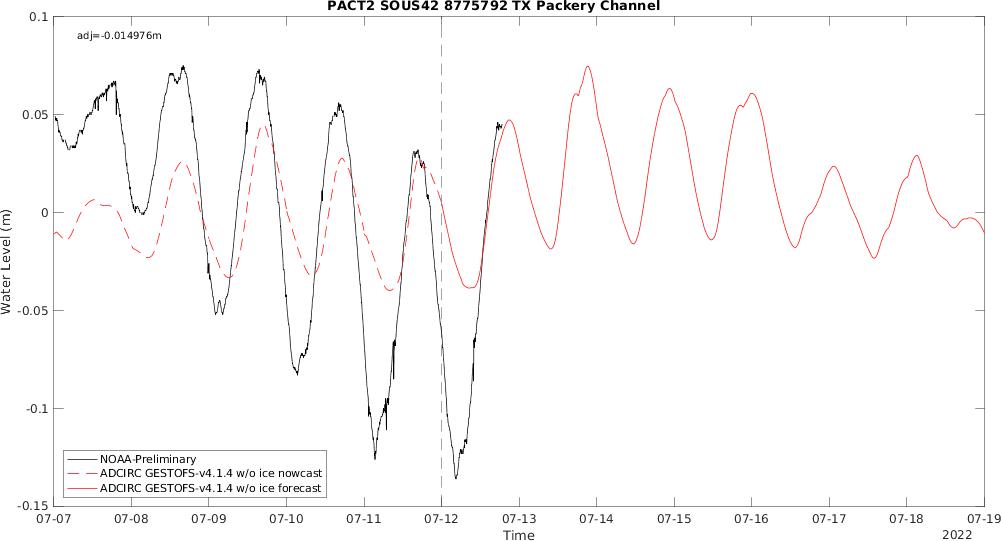 PACT2 SOUS42 8775792 TX Packery Channel
adj=-0.014976m
0.1
0.05
0
-0.05
-0.1
-0.15
Water Level (m)
NOAA-Preliminary
ADCIRC GESTOFS-v4.1.4 w/o ice nowcast
ADCIRC GESTOFS-v4.1.4 w/o ice forecast
07-07 07-08 07-09 07-10 07-11 07-12 07-13 07-14 07-15 07-16 07-17 07-18 07-19
Time
2022